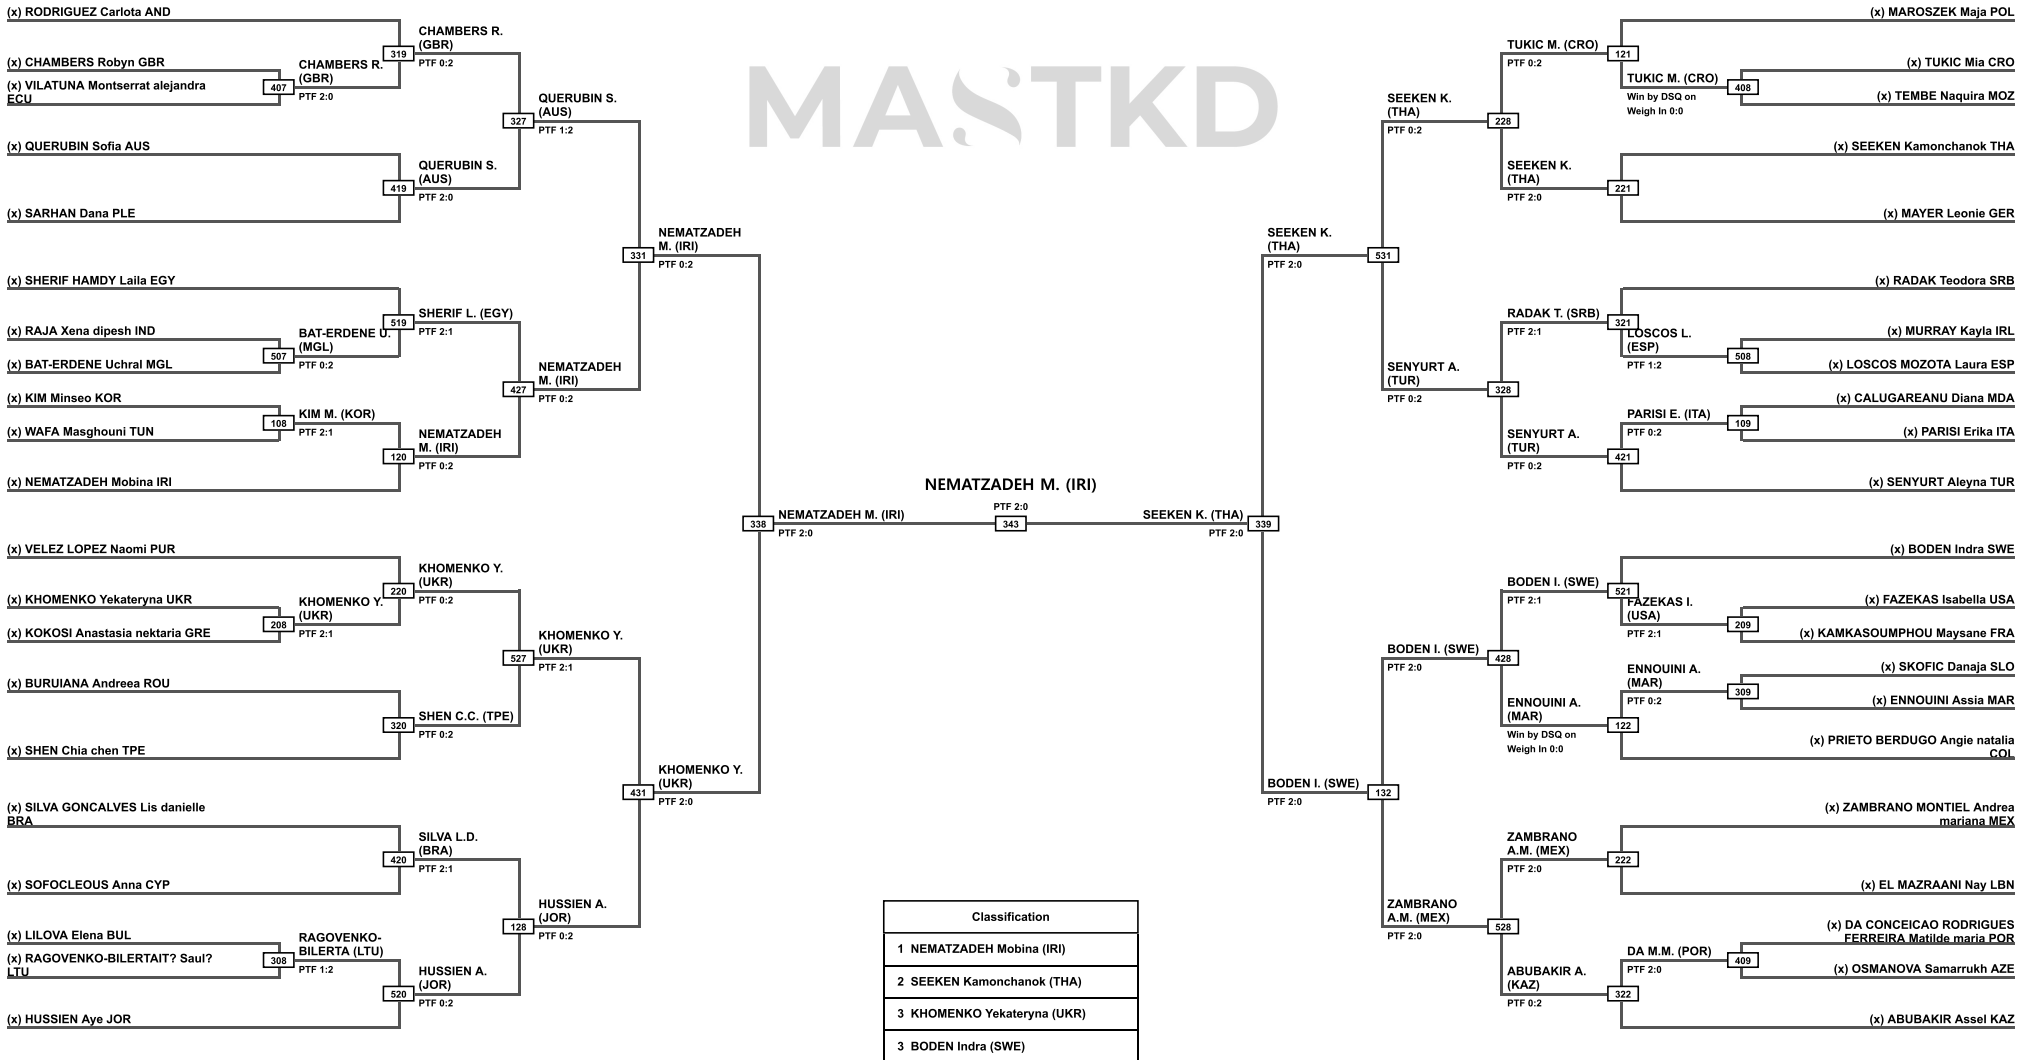 (x) RODRIGUEZ Carlota AND
(x) CHAMBERS Robyn GBR
(x) VILATUNA Montserrat alejandra
ECU
(x) QUERUBIN Sofia AUS
(x) SARHAN Dana PLE
(x) SHERIF HAMDY Laila EGY
(x) RAJA Xena dipesh IND
(x) BAT-ERDENE Uchral MGL
(x) KIM Minseo KOR
(x) WAFA Masghouni TUN
(x) NEMATZADEH Mobina IRI
(x) VELEZ LOPEZ Naomi PUR
(x) KHOMENKO Yekateryna UKR
(x) KOKOSI Anastasia nektaria GRE
(x) BURUIANA Andreea ROU
(x) SHEN Chia chen TPE
(x) SILVA GONCALVES Lis danielle
BRA
(x) SOFOCLEOUS Anna CYP
(x) LILOVA Elena BUL
(x) RAGOVENKO-BILERTAIT? Saul?
LTU
(x) HUSSIEN Aye JOR
407
CHAMBERS R.
(GBR)
PTF 2:0
507
BAT-ERDENE U.
(MGL)
PTF 0:2
108
KIM M. (KOR)
PTF 2:1
208
KHOMENKO Y.
(UKR)
PTF 2:1
308
RAGOVENKO-
BILERTA (LTU)
PTF 1:2
319
CHAMBERS R.
(GBR)
PTF 0:2
419
QUERUBIN S.
(AUS)
PTF 2:0
519
SHERIF L. (EGY)
PTF 2:1
120
NEMATZADEH
M. (IRI)
PTF 0:2
220
KHOMENKO Y.
(UKR)
PTF 0:2
320
SHEN C.C. (TPE)
PTF 0:2
420
SILVA L.D.
(BRA)
PTF 2:1
520
HUSSIEN A.
(JOR)
PTF 0:2
327
QUERUBIN S.
(AUS)
PTF 1:2
427
NEMATZADEH
M. (IRI)
PTF 0:2
527
KHOMENKO Y.
(UKR)
PTF 2:1
128
HUSSIEN A.
(JOR)
PTF 0:2
331
NEMATZADEH
M. (IRI)
PTF 0:2
431
KHOMENKO Y.
(UKR)
PTF 2:0
338
NEMATZADEH M. (IRI)
PTF 2:0
MASTKD
NEMATZADEH M. (IRI)
PTF 2:0
343
SEEKEN K. (THA)
PTF 2:0
339
SEEKEN K.
(THA)
PTF 2:0
531
BODEN I. (SWE)
PTF 2:0
132
SEEKEN K.
(THA)
PTF 0:2
228
SENYURT A.
(TUR)
PTF 0:2
328
BODEN I. (SWE)
PTF 2:0
428
ZAMBRANO
A.M. (MEX)
PTF 2:0
528
TUKIC M. (CRO)
PTF 0:2
121
SEEKEN K.
(THA)
PTF 2:0
221
RADAK T. (SRB)
PTF 2:1
321
SENYURT A.
(TUR)
PTF 0:2
421
BODEN I. (SWE)
PTF 2:1
521
ENNOUINI A.
(MAR)
Win by DSQ on
Weigh In 0:0
122
ZAMBRANO
A.M. (MEX)
PTF 2:0
222
ABUBAKIR A.
(KAZ)
PTF 0:2
322
TUKIC M. (CRO)
Win by DSQ on
Weigh In 0:0
408
LOSCOS L.
(ESP)
PTF 1:2
508
PARISI E. (ITA)
PTF 0:2
109
FAZEKAS I.
(USA)
PTF 2:1
209
ENNOUINI A.
(MAR)
PTF 0:2
309
DA M.M. (POR)
PTF 2:0
409
(x) MAROSZEK Maja POL
(x) TUKIC Mia CRO
(x) TEMBE Naquira MOZ
(x) SEEKEN Kamonchanok THA
(x) MAYER Leonie GER
(x) RADAK Teodora SRB
(x) MURRAY Kayla IRL
(x) LOSCOS MOZOTA Laura ESP
(x) CALUGAREANU Diana MDA
(x) PARISI Erika ITA
(x) SENYURT Aleyna TUR
(x) BODEN Indra SWE
(x) FAZEKAS Isabella USA
(x) KAMKASOUMPHOU Maysane FRA
(x) SKOFIC Danaja SLO
(x) ENNOUINI Assia MAR
(x) PRIETO BERDUGO Angie natalia
COL
(x) ZAMBRANO MONTIEL Andrea
mariana MEX
(x) EL MAZRAANI Nay LBN
(x) DA CONCEICAO RODRIGUES
FERREIRA Matilde maria POR
(x) OSMANOVA Samarrukh AZE
(x) ABUBAKIR Assel KAZ
Classification
1 NEMATZADEH Mobina (IRI)
2 SEEKEN Kamonchanok (THA)
3 KHOMENKO Yekateryna (UKR)
3 BODEN Indra (SWE)